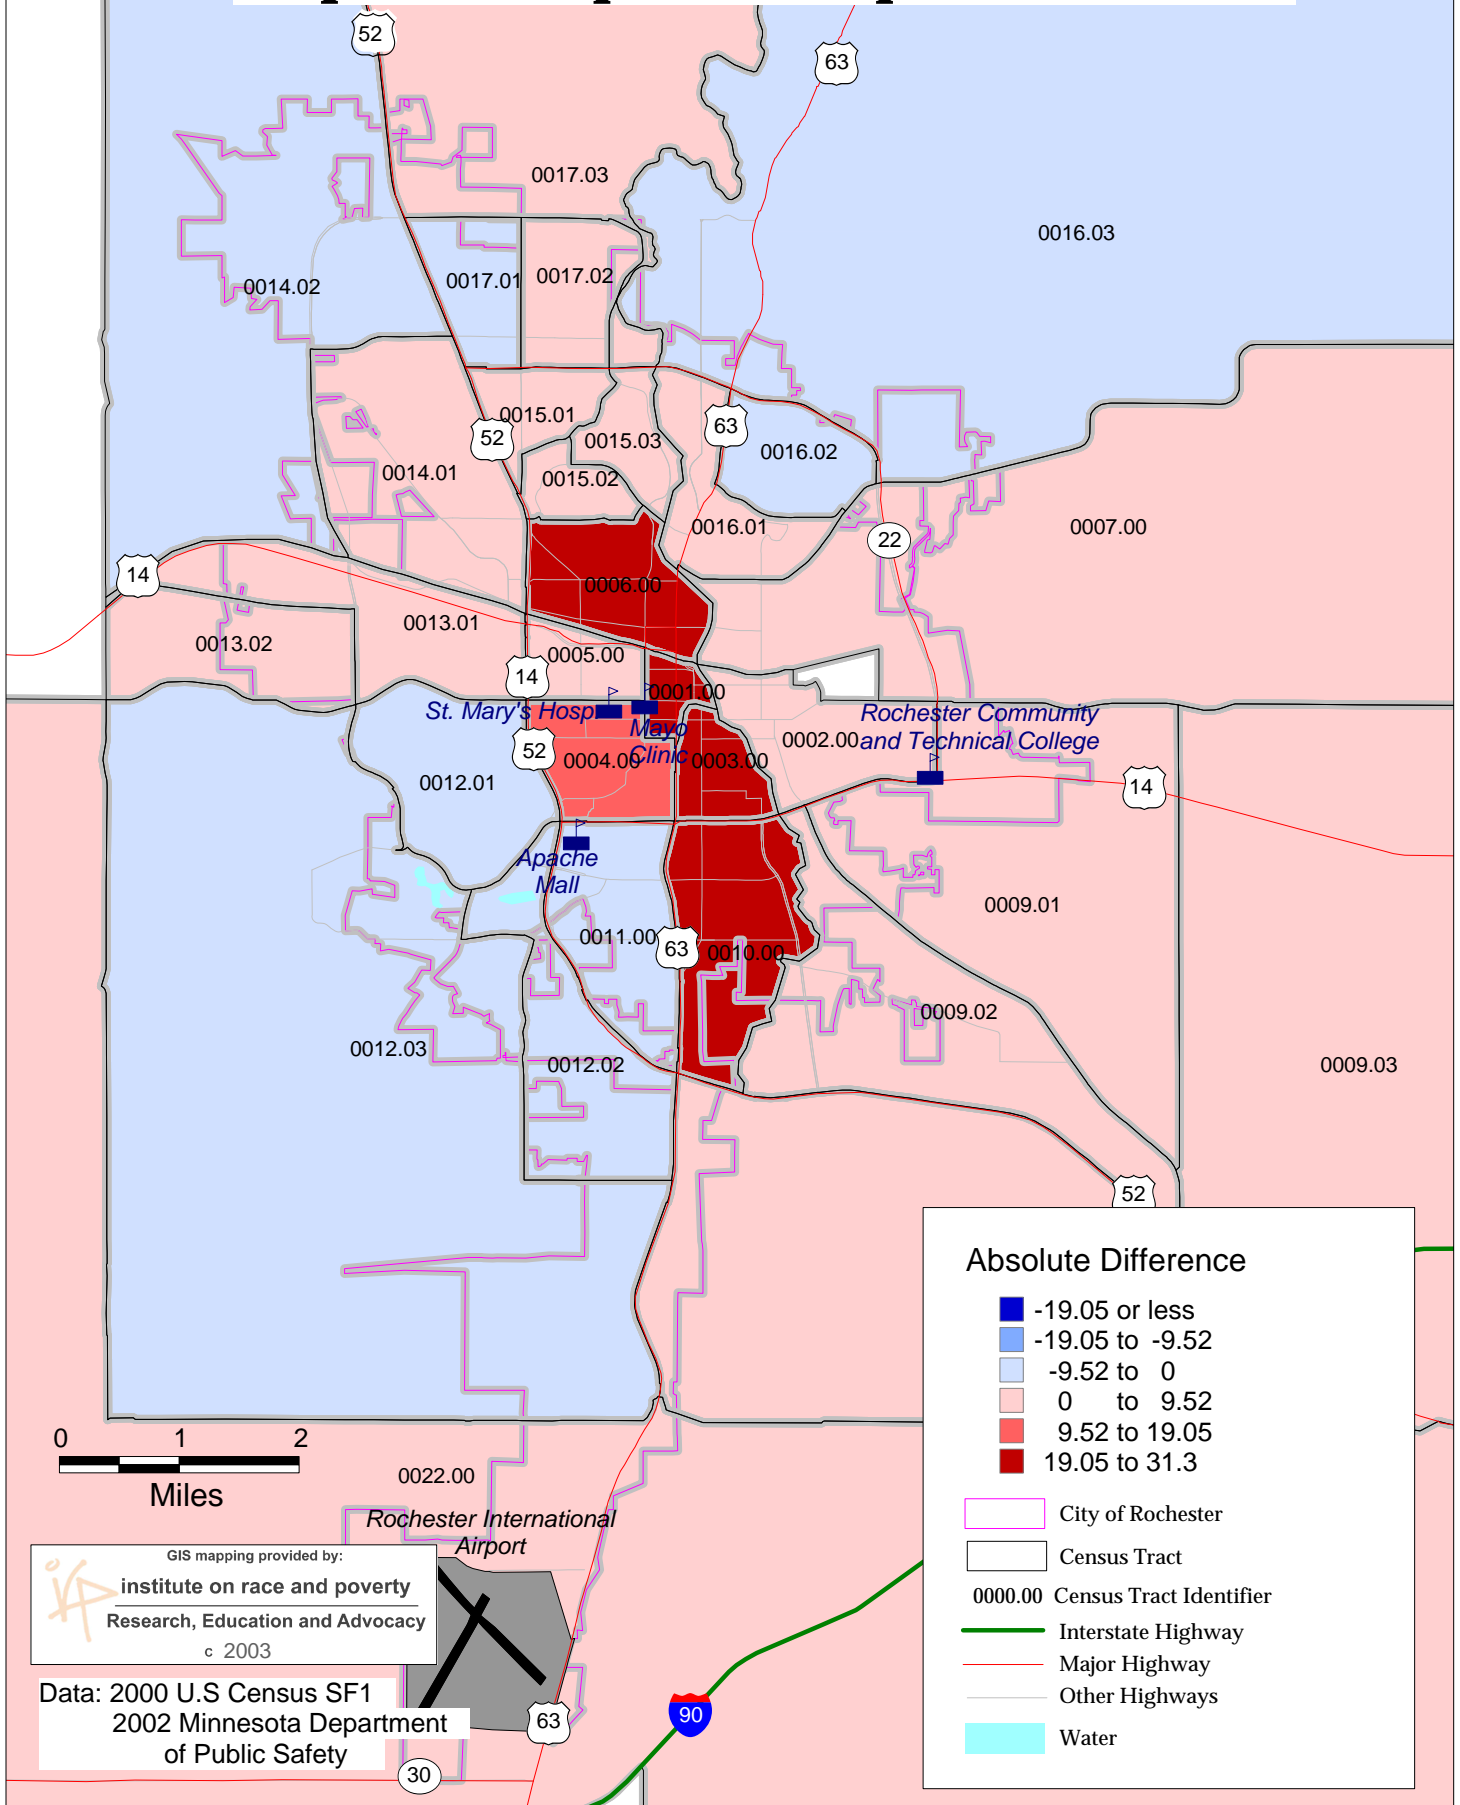 52
63
0017.03
0016.03
0014.02
0017.01
0017.02
0015.01
63
52
0015.03
0016.02
0014.01
0015.02
0016.01
0007.00
22
14
0006.00
0013.01
0013.02
0005.00
14
0001.00
St. Mary's Hosp
Mayo
Clinic
Rochester Community
and Technical College
0002.00
52
0004.00
0003.00
0012.01
14
Apache
Mall
0009.01
0011.00
63
0010.00
0009.02
0012.03
0012.02
0009.03
52
Absolute Difference
-19.05 or less
-19.05 to -9.52
-9.52 to 0
0 to 9.52
9.52 to 19.05
19.05 to 31.3
City of Rochester
Census Tract
0000.00 Census Tract Identifier
Interstate Highway
Major Highway
Other Highways
Water
0 1 2
Miles
0022.00
Rochester International
Airport
GIS mapping provided by:
irp
institute on race and poverty
Research, Education and Advocacy
c 2003
Data: 2000 U.S Census SF1
2002 Minnesota Department
of Public Safety
63
90
30